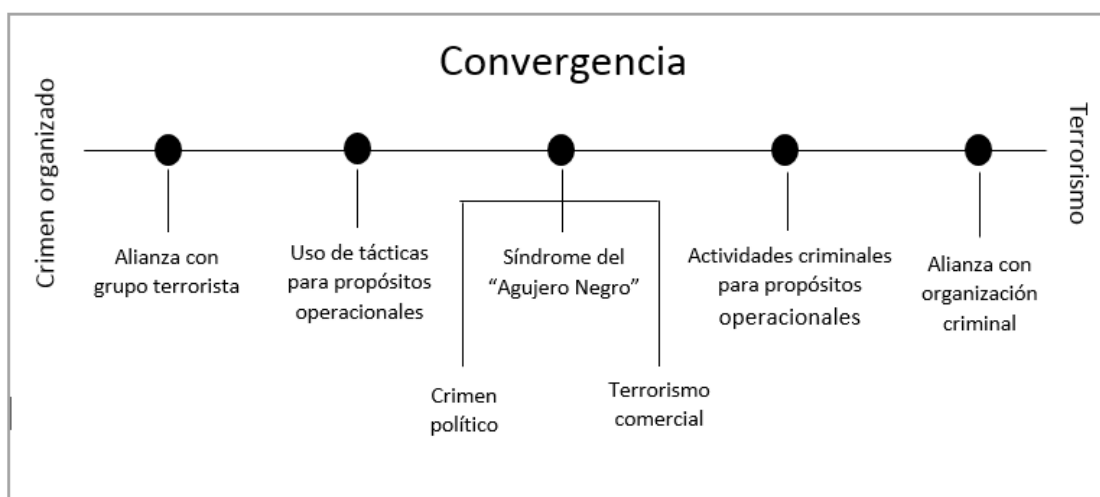 Convergencia
Crimen organizado
Terrorismo
Alianza con
grupo terrorista
Uso de tácticas
para propósitos
operacionales
Síndrome del
“Agujero Negro”
Actividades criminales
para propósitos
operacionales
Alianza con
organización
criminal
Crimen
político
Terrorismo
comercial